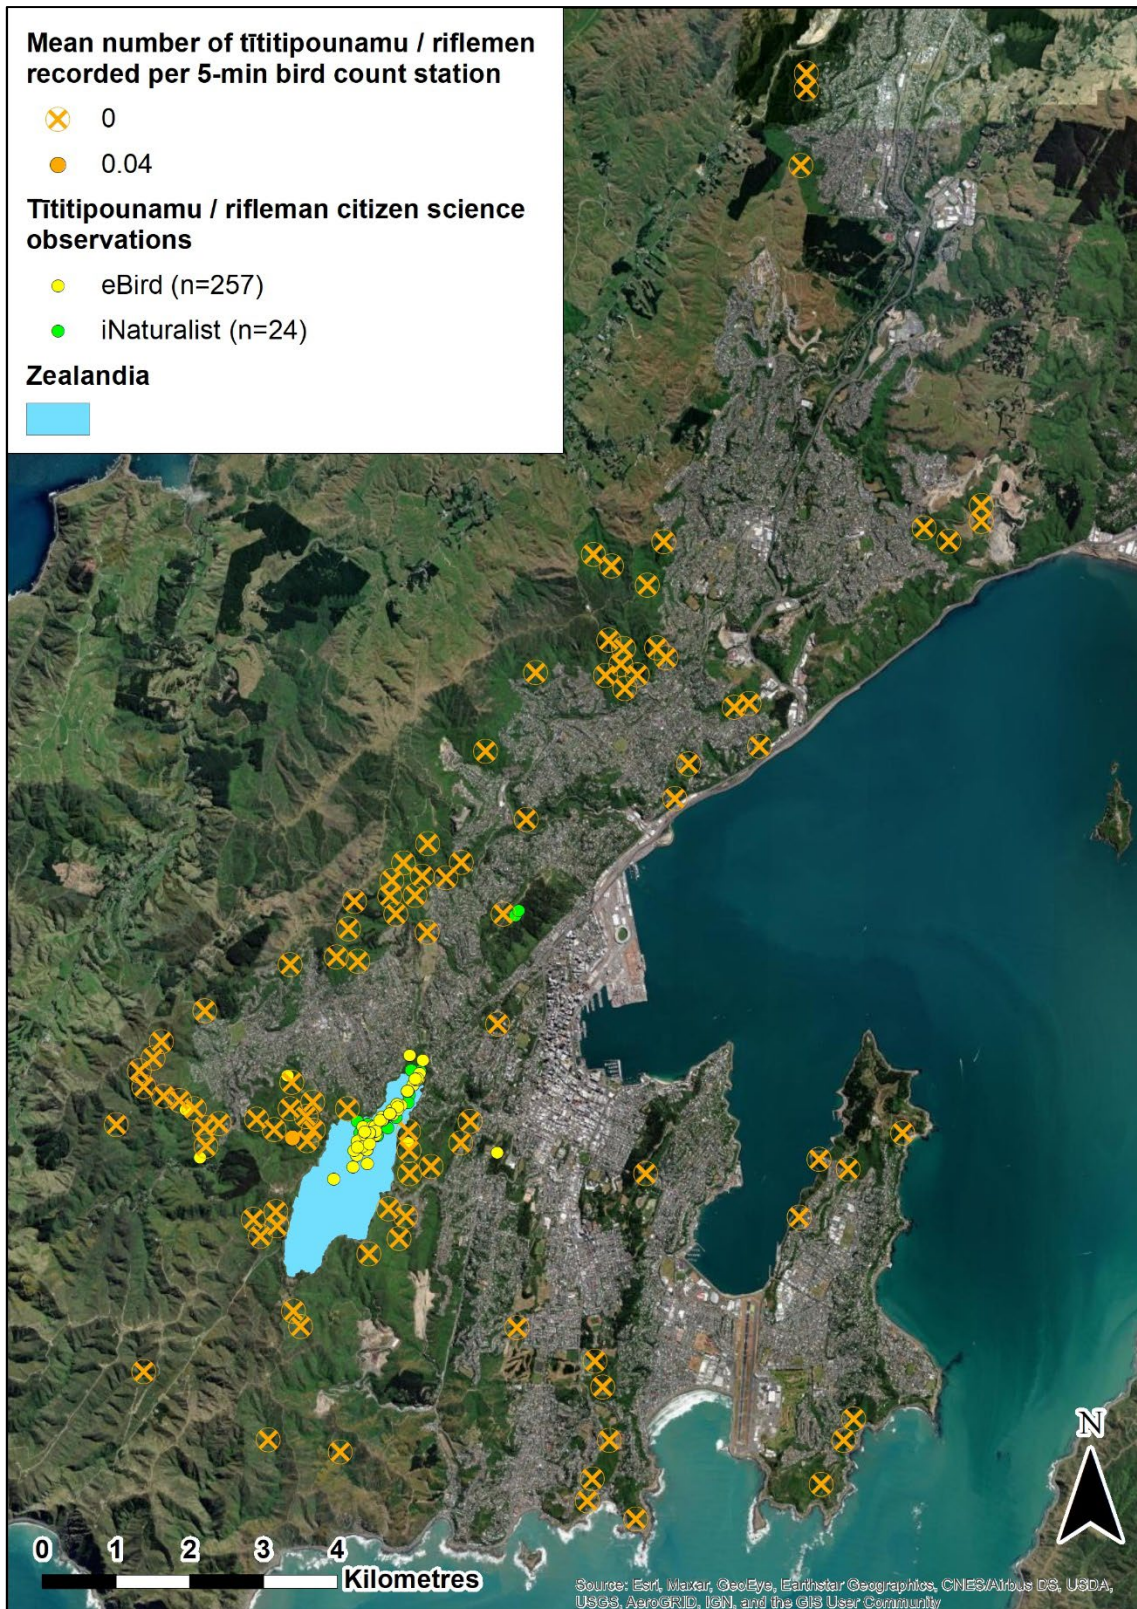 Mean number of tītitipounamu / riflemen
recorded per 5-min bird count station
0
0.04
Tītitipounamu / rifleman citizen science
observations
eBird (n=257)
iNaturalist (n=24)
Zealandia
N
0 1 2 3 4
Kilometres
Source: Esri, Maxar, GeoEye, Earthstar Geographics, CNES/Airbus DS, USDA,
USGS, AeroGRID, IGN, and the GIS User Community